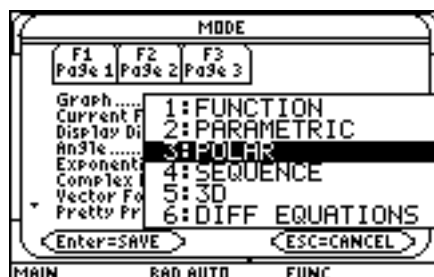 MODE
F1 F2 F3
Page 1 Page 2 Page 3
Graph.....
Current F
Display Di
Angle.....
Exponenti
Complex
Vector Fo
Pretty Pr
1:FUNCTION
2:PARAMETRIC
3:POLAR
4:SEQUENCE
5:3D
6:DIFF EQUATIONS
Enter=SAVE ESC=CANCEL
MAIN RAD AUTO FUNC